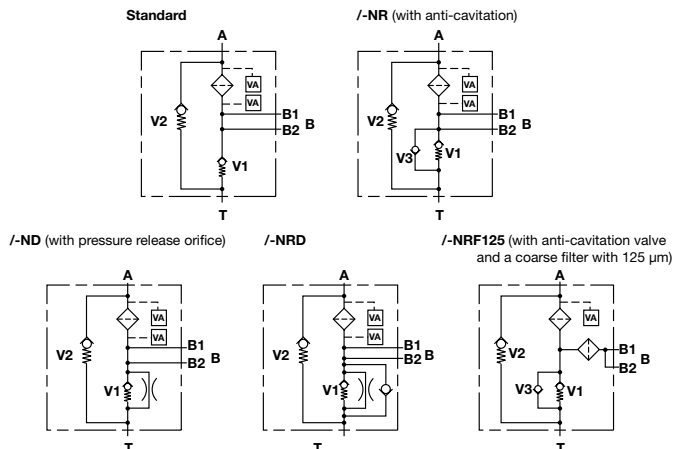 Standard
/-NR (with anti-cavitation)
A
VA
VA
V2
B1
B2 B
V1
T
A
VA
VA
V2
B1
B2 B
V3
V1
T
/-ND (with pressure release orifice)
/-NRD
/-NRF125 (with anti-cavitation valve
and a coarse filter with 125 µm)
A
VA
VA
V2
B1
B2 B
V1
T
A
VA
VA
V2
B1
B2 B
V1
T
A
VA
V2
B1
B
B2
V3
V1
T